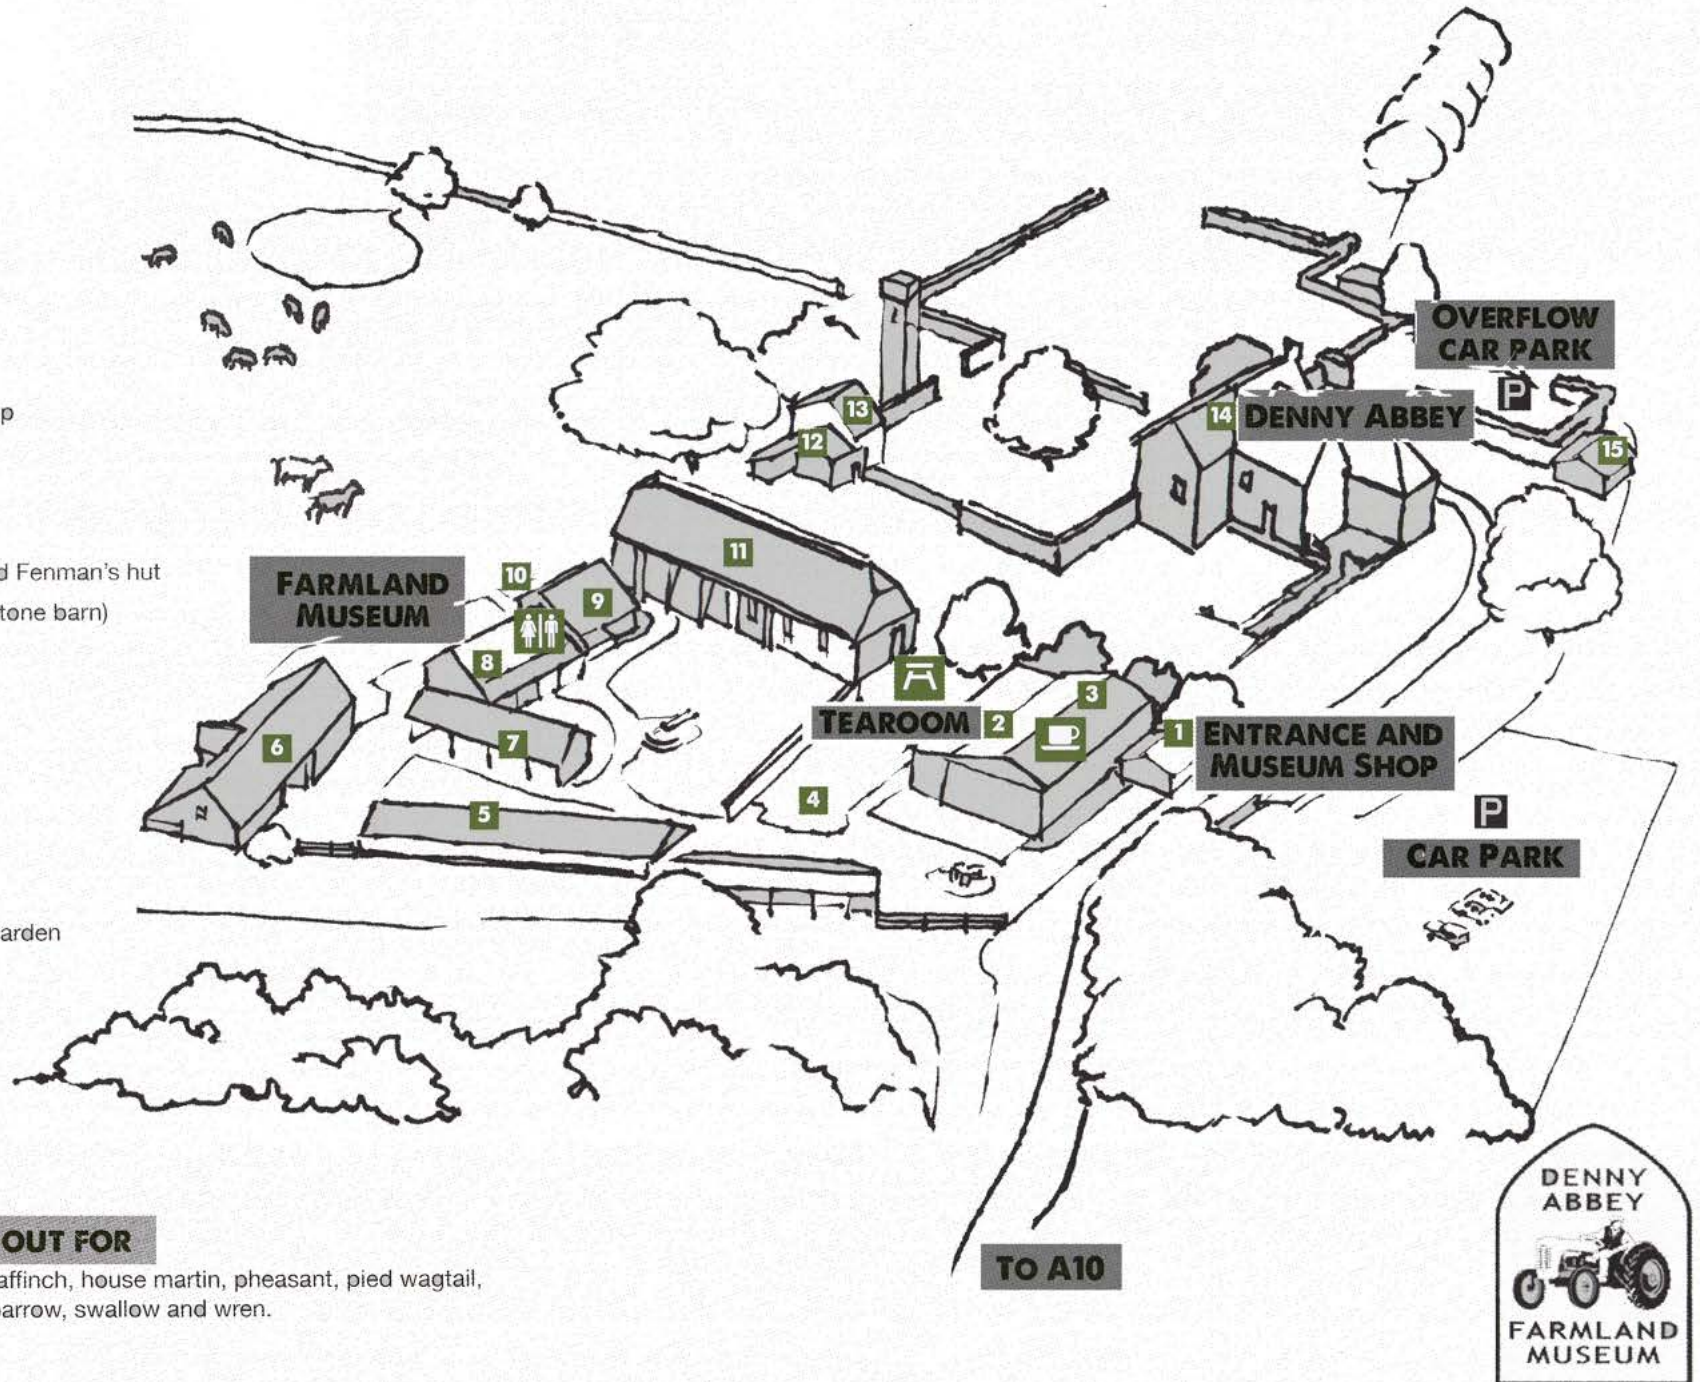 p
d Fenman's hut
tone barn)
arden
OUT FOR
affinch, house martin, pheasant, pied wagtail,
arrow, swallow and wren.
OVERFLOW
CAR PARK
P
13
12
14
DENNY ABBEY
15
11
FARMLAND
MUSEUM
10
9
8
7
6
5
4
TEAROOM
2
3
1
ENTRANCE AND
MUSEUM SHOP
P
CAR PARK
TO A10
DENNY
ABBEY
FARMLAND
MUSEUM